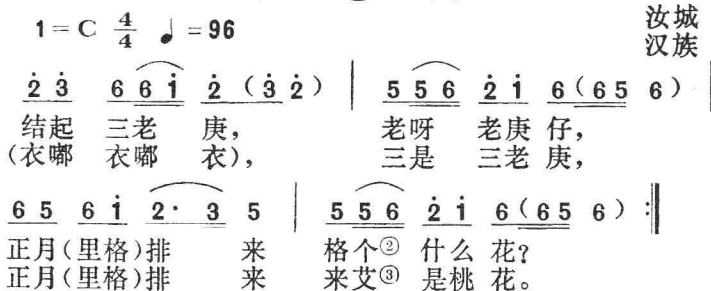 1=C 4/4 ♩=96
汝城
汉族
2̇ 3̇ 6 6 1̇ 2̇ (3̇ 2̇) | 5 5 6 2̇ 1̇ 6 (6 5 6) |
结起 三老 庚, 老呀 老庚 仔,
(衣嘟 衣嘟 衣), 三是 三老 庚,
6 5 6 1̇ 2· 3 5 | 5 5 6 2̇ 1̇ 6 (6 5 6) :‖
正月(里格)排 来 格个② 什么 花?
正月(里格)排 来 来艾③ 是桃 花。